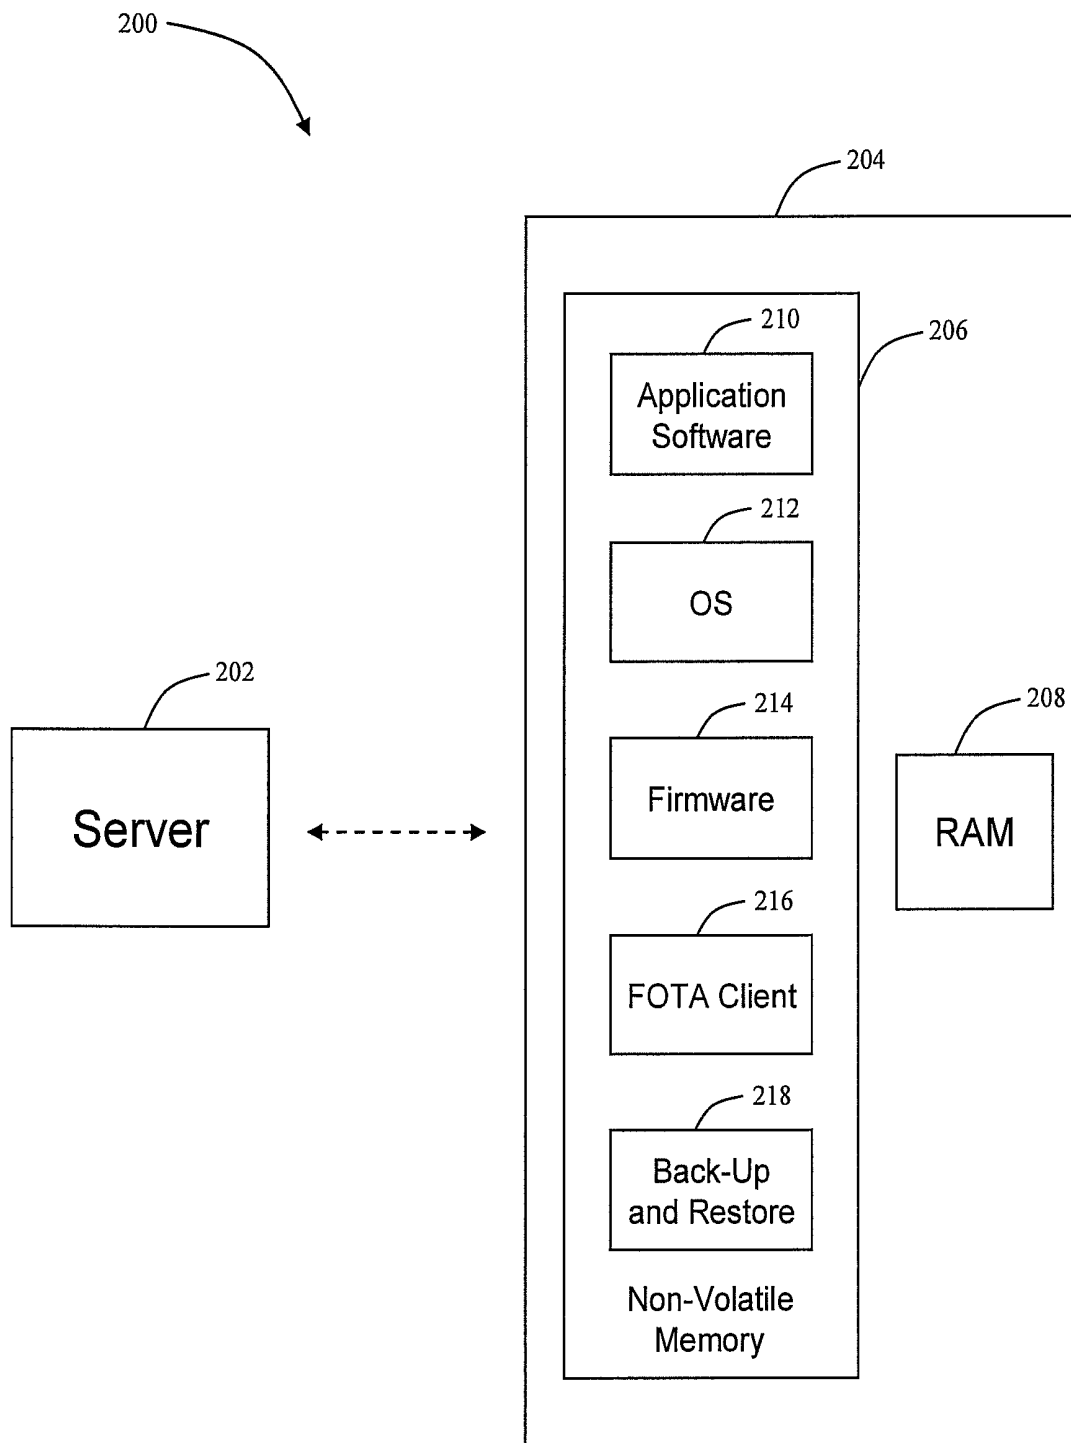 200
204
210
206
Application
Software
212
OS
202
214
208
Server
Firmware
RAM
216
FOTA Client
218
Back-Up
and Restore
Non-Volatile
Memory